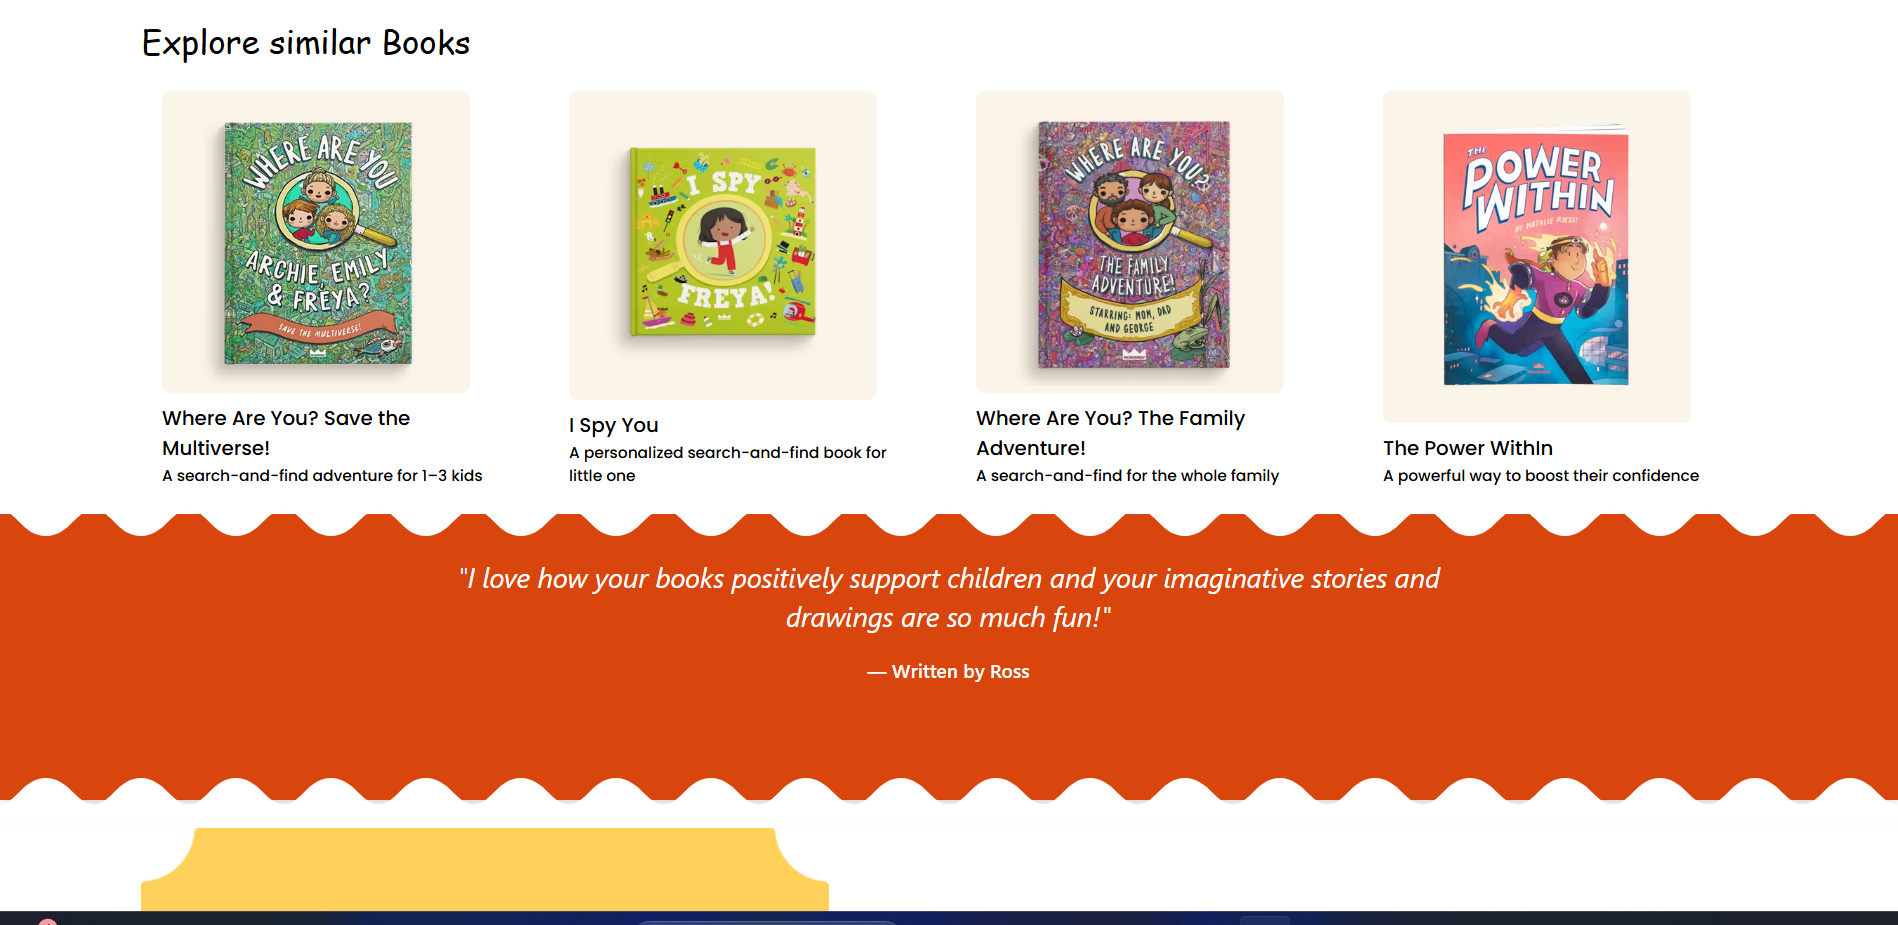 Explore similar Books
WHERE ARE YOU
ARCHIE, EMILY
& FREYA?
SAVE THE MULTIVERSE!
I SPY
FREYA!
WHERE ARE YOU?
THE FAMILY
ADVENTURE!
STARRING: MOM, DAD
AND GEORGE
THE
POWER
WITHIN
BY NATALIE ROSSI
Where Are You? Save the
Multiverse!
A search-and-find adventure for 1-3 kids
I Spy You
A personalized search-and-find book for
little one
Where Are You? The Family
Adventure!
A search-and-find for the whole family
The Power WithIn
A powerful way to boost their confidence
"I love how your books positively support children and your imaginative stories and
drawings are so much fun!"
— Written by Ross